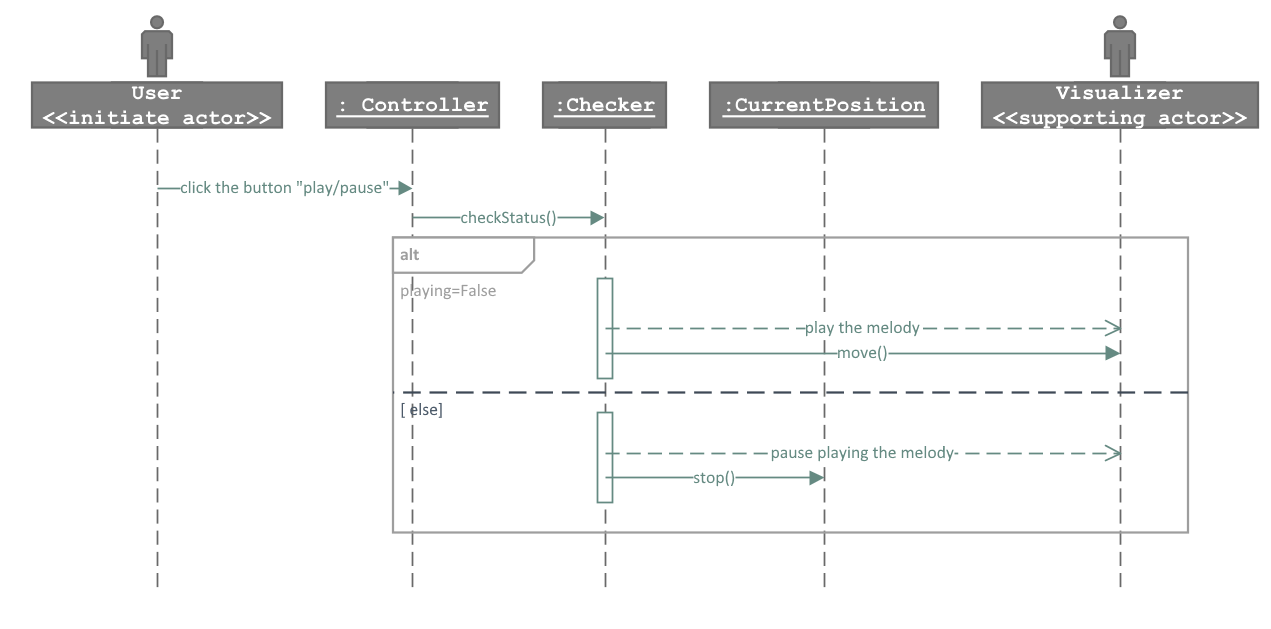 User
<<initiate actor>>
: Controller
:Checker
:CurrentPosition
Visualizer
<<supporting actor>>
click the button "play/pause"
checkStatus()
alt
playing=False
play the melody
move()
[ else]
pause playing the melody
stop()